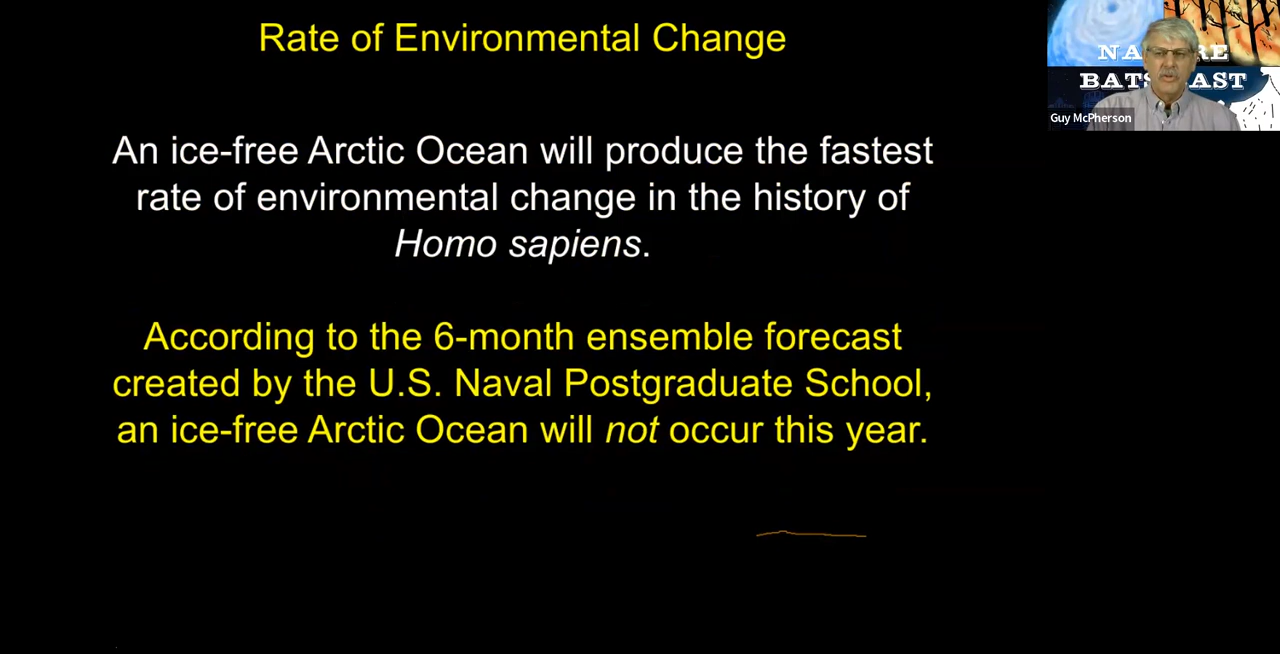 Rate of Environmental Change
An ice-free Arctic Ocean will produce the fastest
rate of environmental change in the history of
Homo sapiens.
According to the 6-month ensemble forecast
created by the U.S. Naval Postgraduate School,
an ice-free Arctic Ocean will not occur this year.
BATS LAST
Guy McPherson